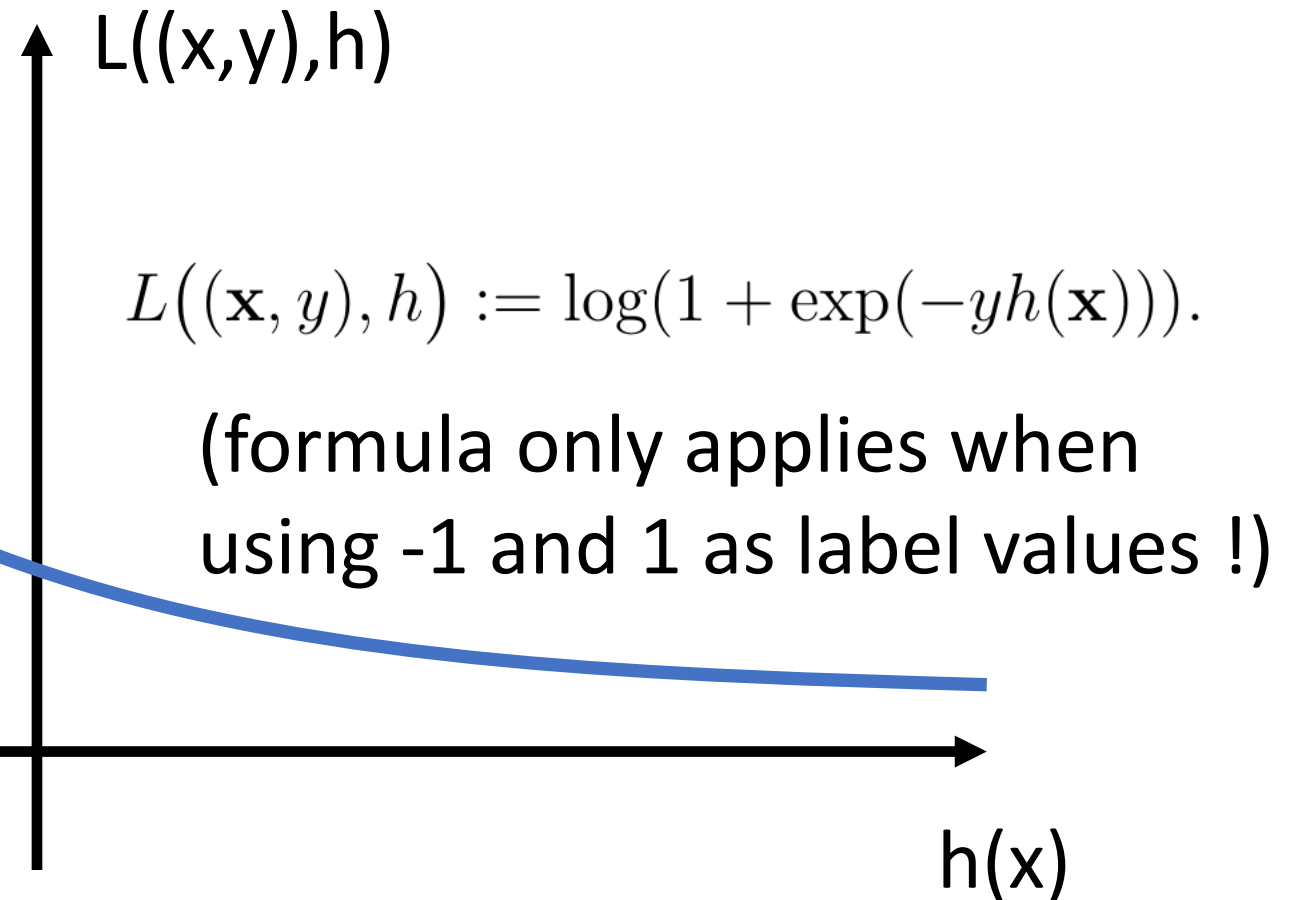 L((x,y),h)
L((x, y), h) := log(1 + exp(−yh(x))).
(formula only applies when
using -1 and 1 as label values !)
h(x)